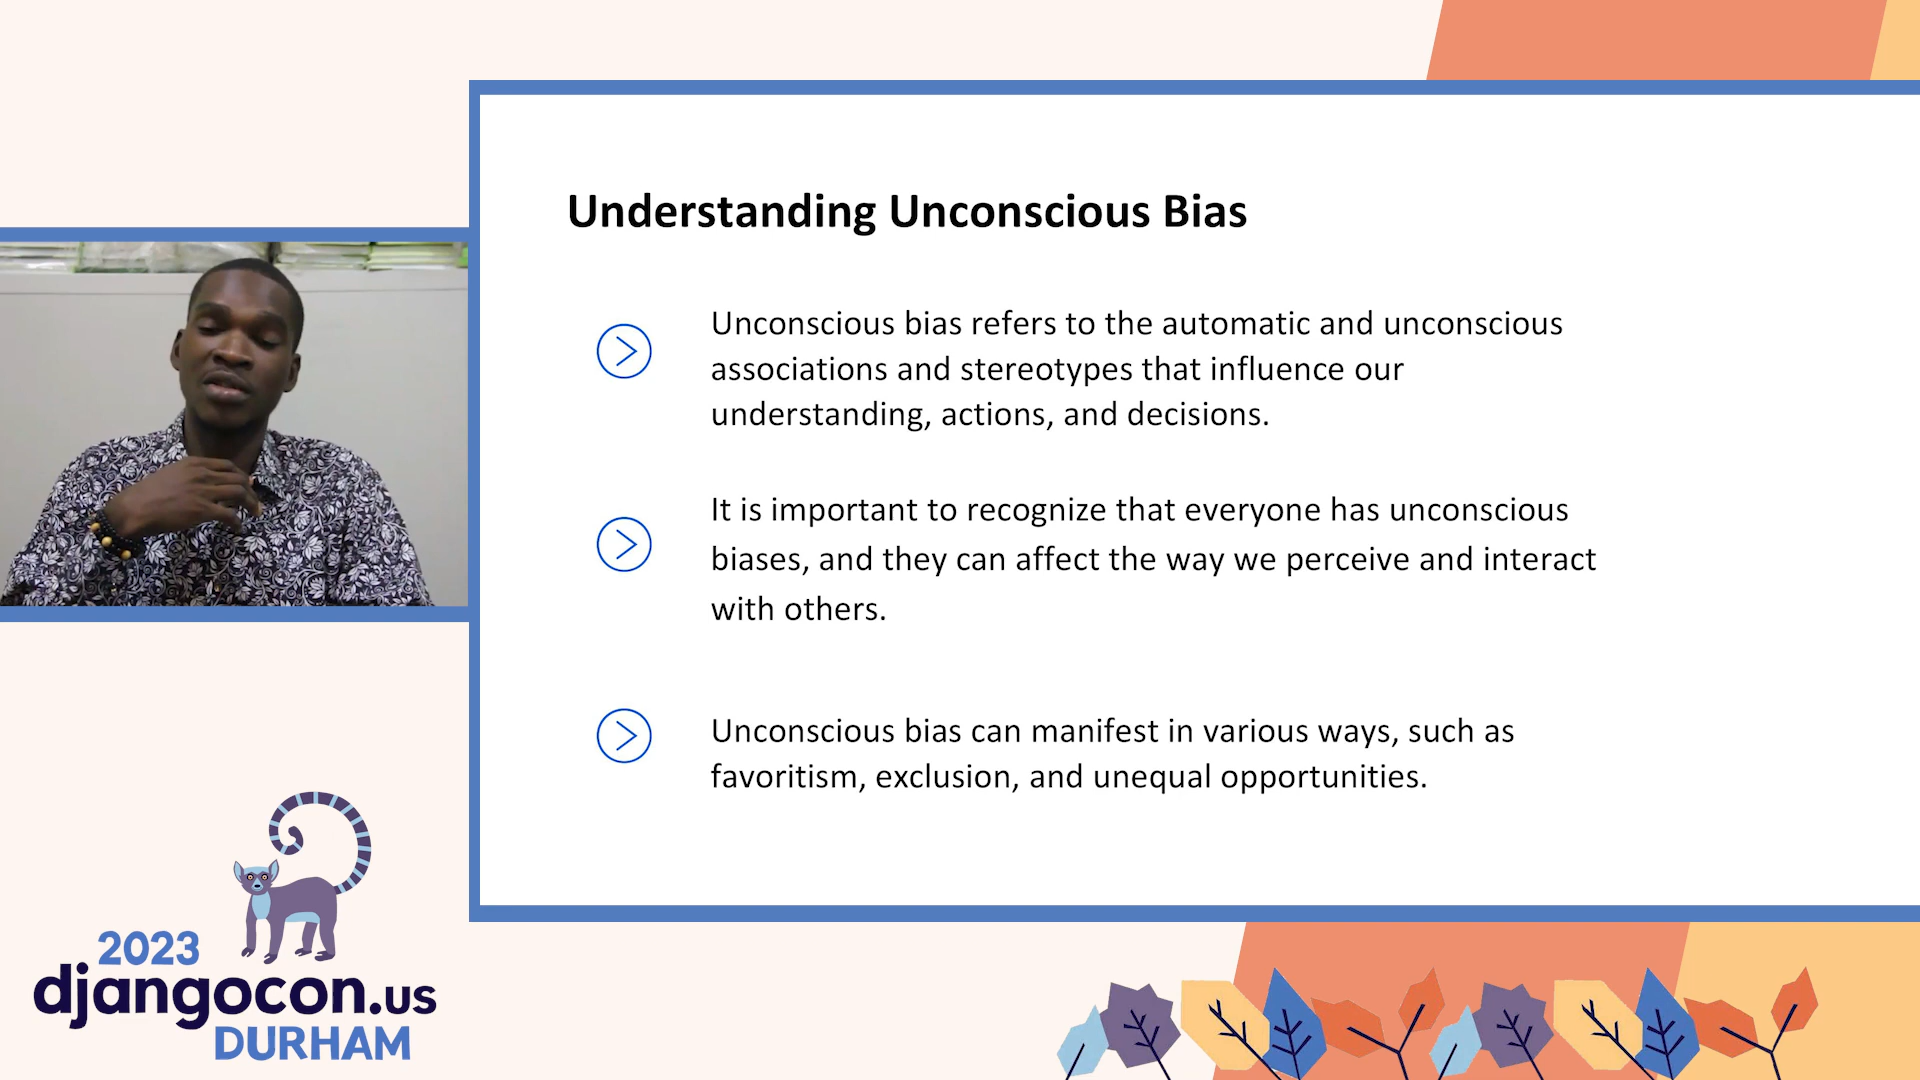 Understanding Unconscious Bias
Unconscious bias refers to the automatic and unconscious
associations and stereotypes that influence our
understanding, actions, and decisions.
It is important to recognize that everyone has unconscious
biases, and they can affect the way we perceive and interact
with others.
Unconscious bias can manifest in various ways, such as
favoritism, exclusion, and unequal opportunities.
2023
djangocon.us
DURHAM